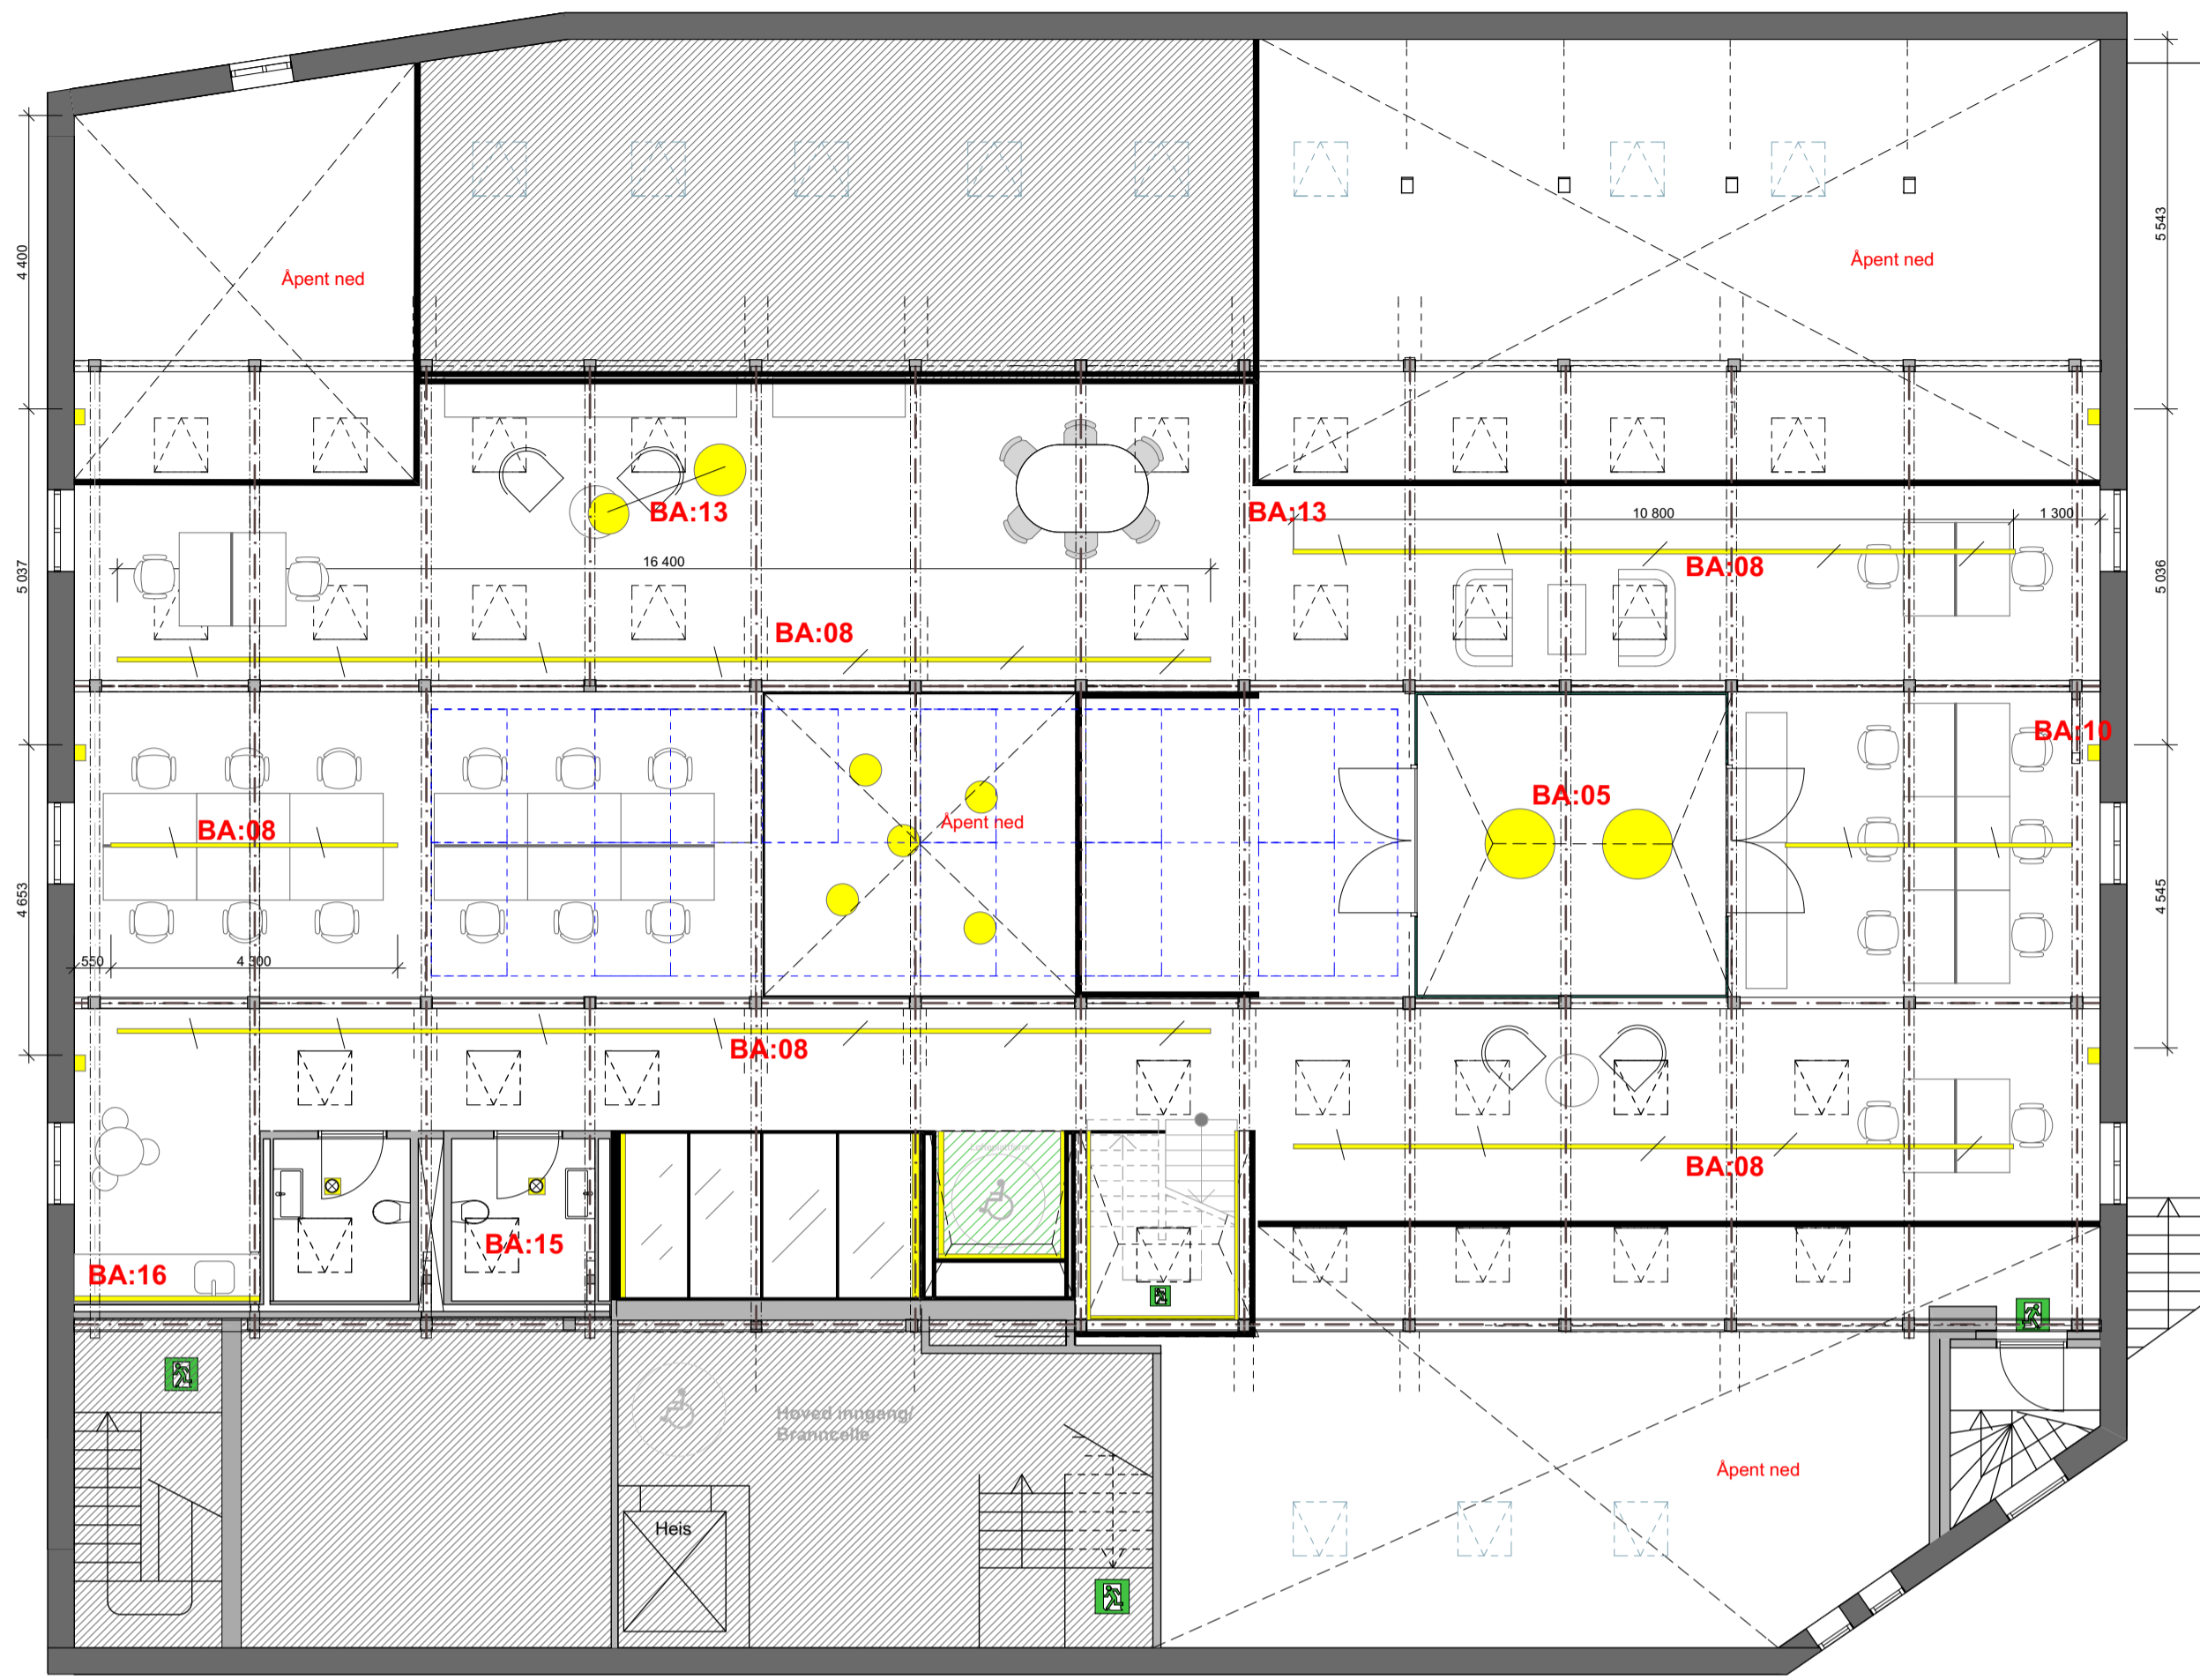 Åpent ned
Åpent ned
4 400
5 543
BA:13
BA:13
10 800
1 300
16 400
BA:08
5 037
5 036
BA:08
BA:10
BA:05
Åpent ned
BA:08
4 653
4 545
550
4 300
BA:08
BA:08
BA:15
BA:16
Hoved inngang/
Branncelle
Åpent ned
Heis